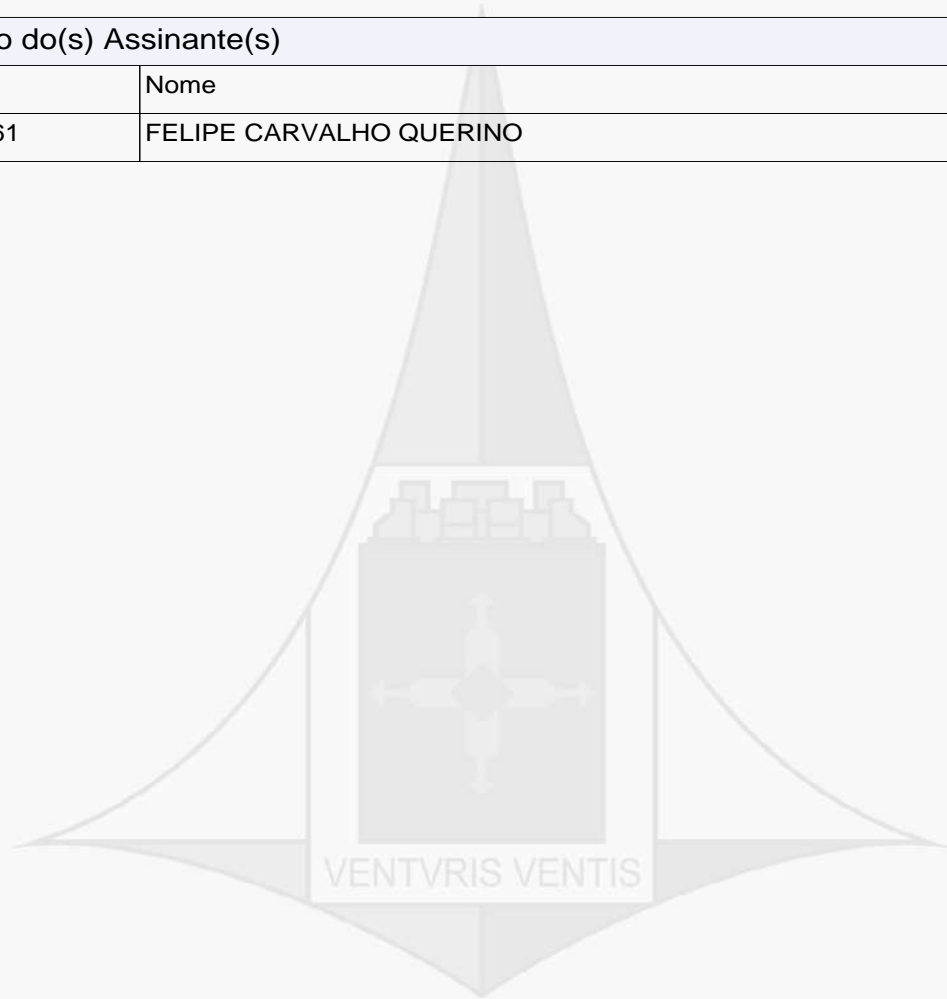 o do(s) Assinante(s)
Nome
61 FELIPE CARVALHO QUERINO
VENTVRIS VENTIS